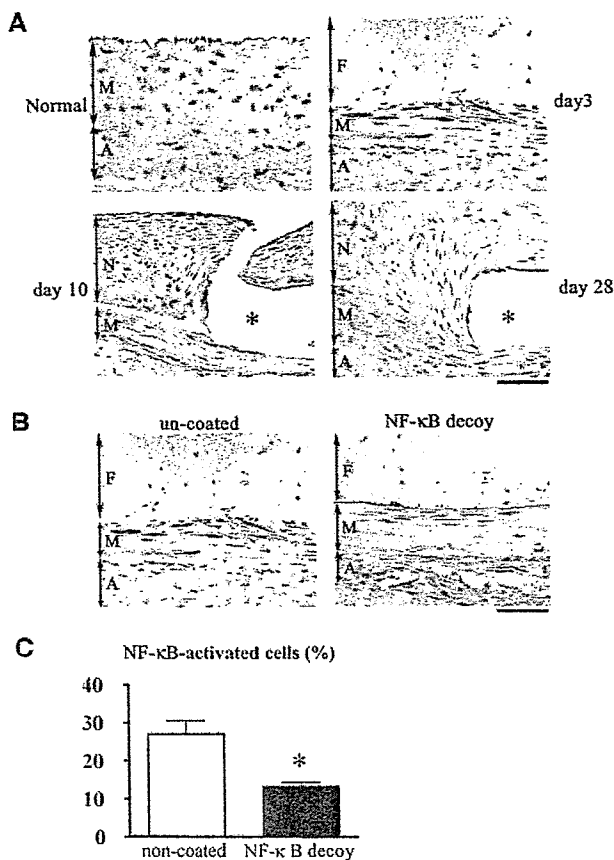 A
Normal
M
A
F
M
A
day3
day 10
N
M
*
N
M
A
*
day 28
B
un-coated
NF-κB decoy
F
M
A
F
M
A
C
NF-κB-activated cells (%)
40
30
20
10
0
*
non-coated
NF-κ B decoy